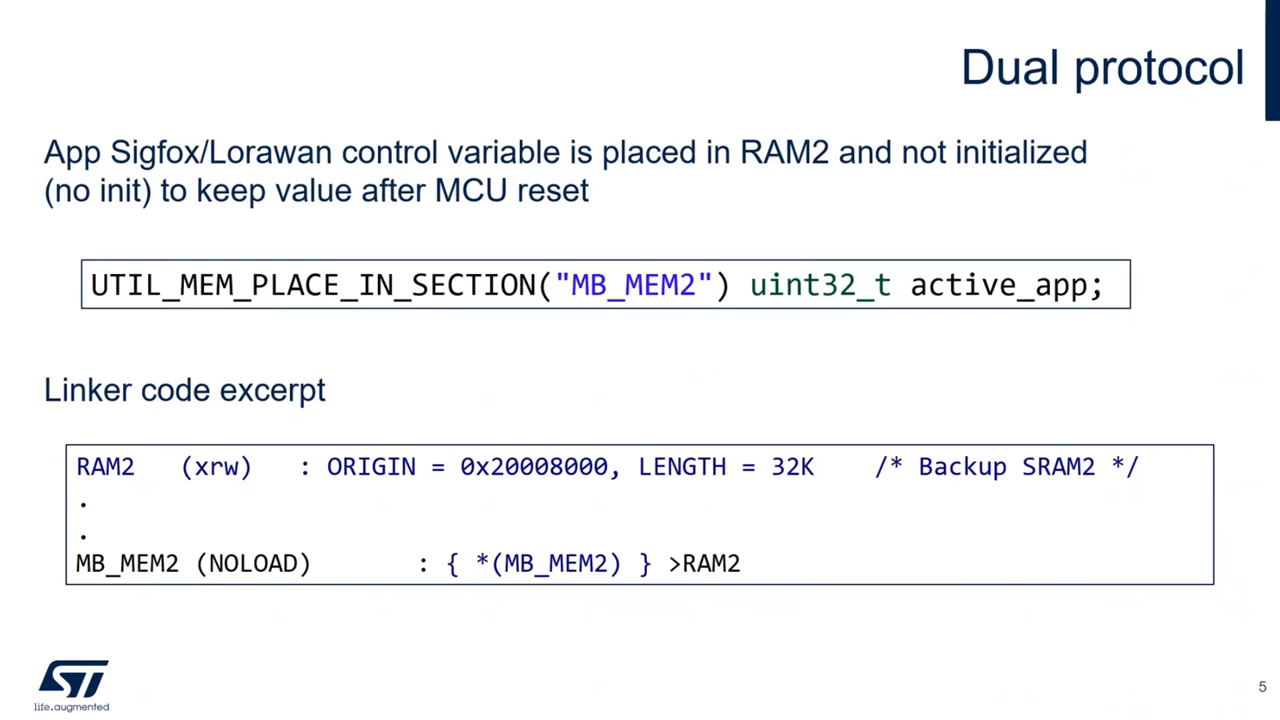 Dual protocol
App Sigfox/Lorawan control variable is placed in RAM2 and not initialized
(no init) to keep value after MCU reset
UTIL_MEM_PLACE_IN_SECTION("MB_MEM2") uint32_t active_app;
Linker code excerpt
RAM2 (xrw) : ORIGIN = 0x20008000, LENGTH = 32K /* Backup SRAM2 */
.
.
MB_MEM2 (NOLOAD) : { *(MB_MEM2) } >RAM2
ST
life.augmented
5